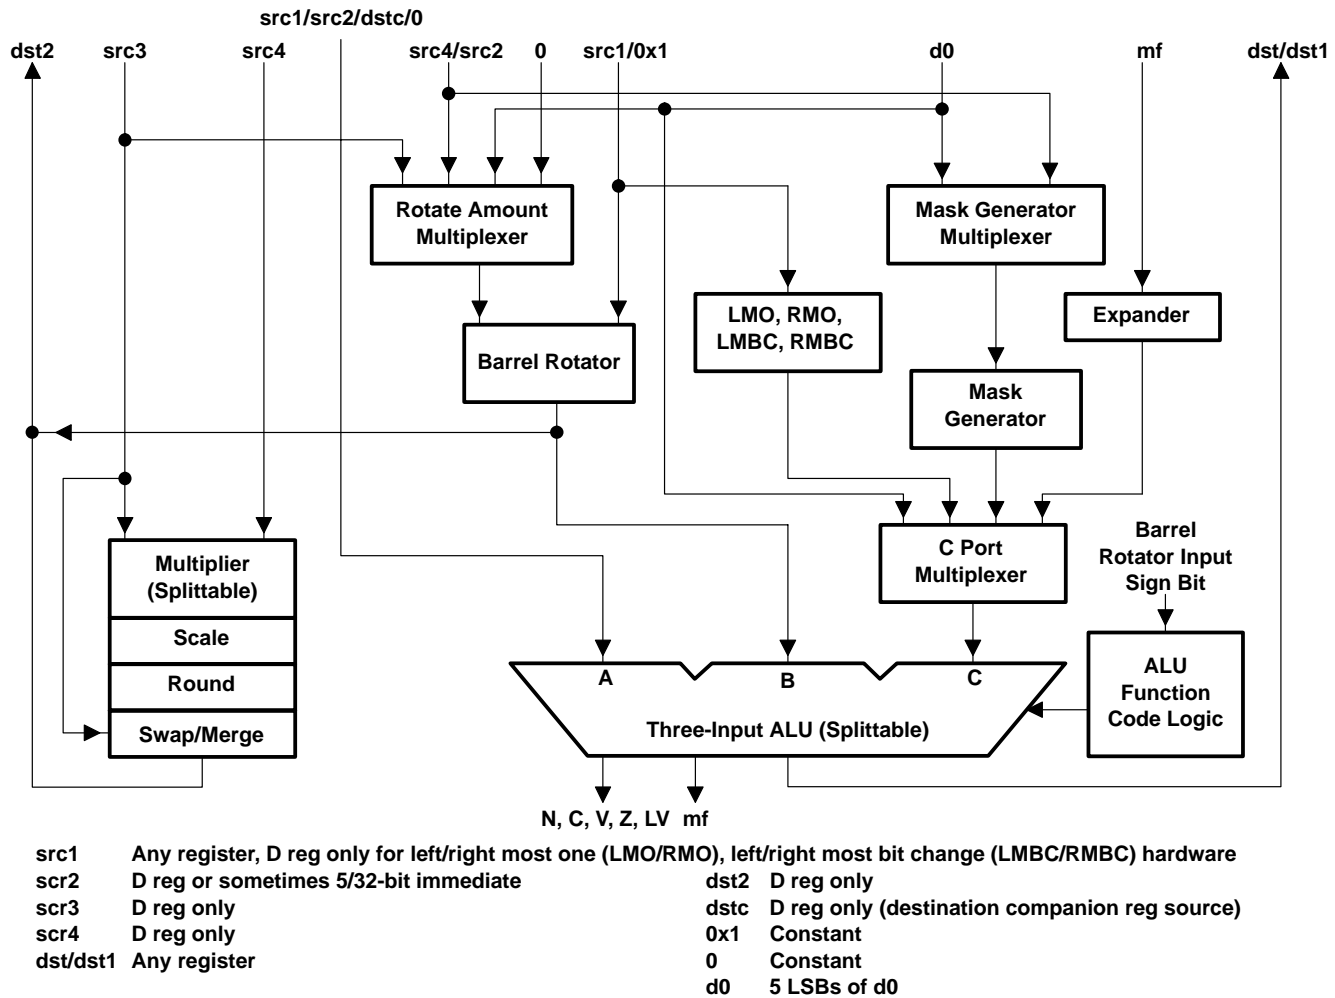 src1/src2/dstc/0
dst2
src3
src4
src4/src2
0
src1/0x1
d0
mf
dst/dst1
Rotate Amount
Multiplexer
Mask Generator
Multiplexer
LMO, RMO,
LMBC, RMBC
Expander
Barrel Rotator
Mask
Generator
Multiplier
(Splittable)
Scale
Round
Swap/Merge
C Port
Multiplexer
Barrel
Rotator Input
Sign Bit
A
B
C
Three-Input ALU (Splittable)
ALU
Function
Code Logic
N, C, V, Z, LV
mf
src1 Any register, D reg only for left/right most one (LMO/RMO), left/right most bit change (LMBC/RMBC) hardware
scr2 D reg or sometimes 5/32-bit immediate
scr3 D reg only
scr4 D reg only
dst/dst1 Any register
dst2 D reg only
dstc D reg only (destination companion reg source)
0x1 Constant
0 Constant
d0 5 LSBs of d0